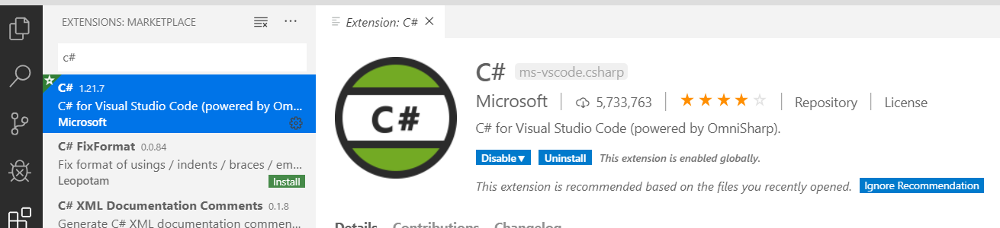 EXTENSIONS: MARKETPLACE
c#
C# 1.21.7
C# for Visual Studio Code (powered by Om...
Microsoft
C# FixFormat 0.0.84
Fix format of usings / indents / braces / em...
Leopotam Install
C# XML Documentation Comments 0.1.8
Generate C# XML documentation commen...
Extension: C#
C#
C# ms-vscode.csharp
Microsoft 5,733,763 Repository License
C# for Visual Studio Code (powered by OmniSharp).
Disable Uninstall This extension is enabled globally.
This extension is recommended based on the files you recently opened. Ignore Recommendation
Details Contributions Changelog